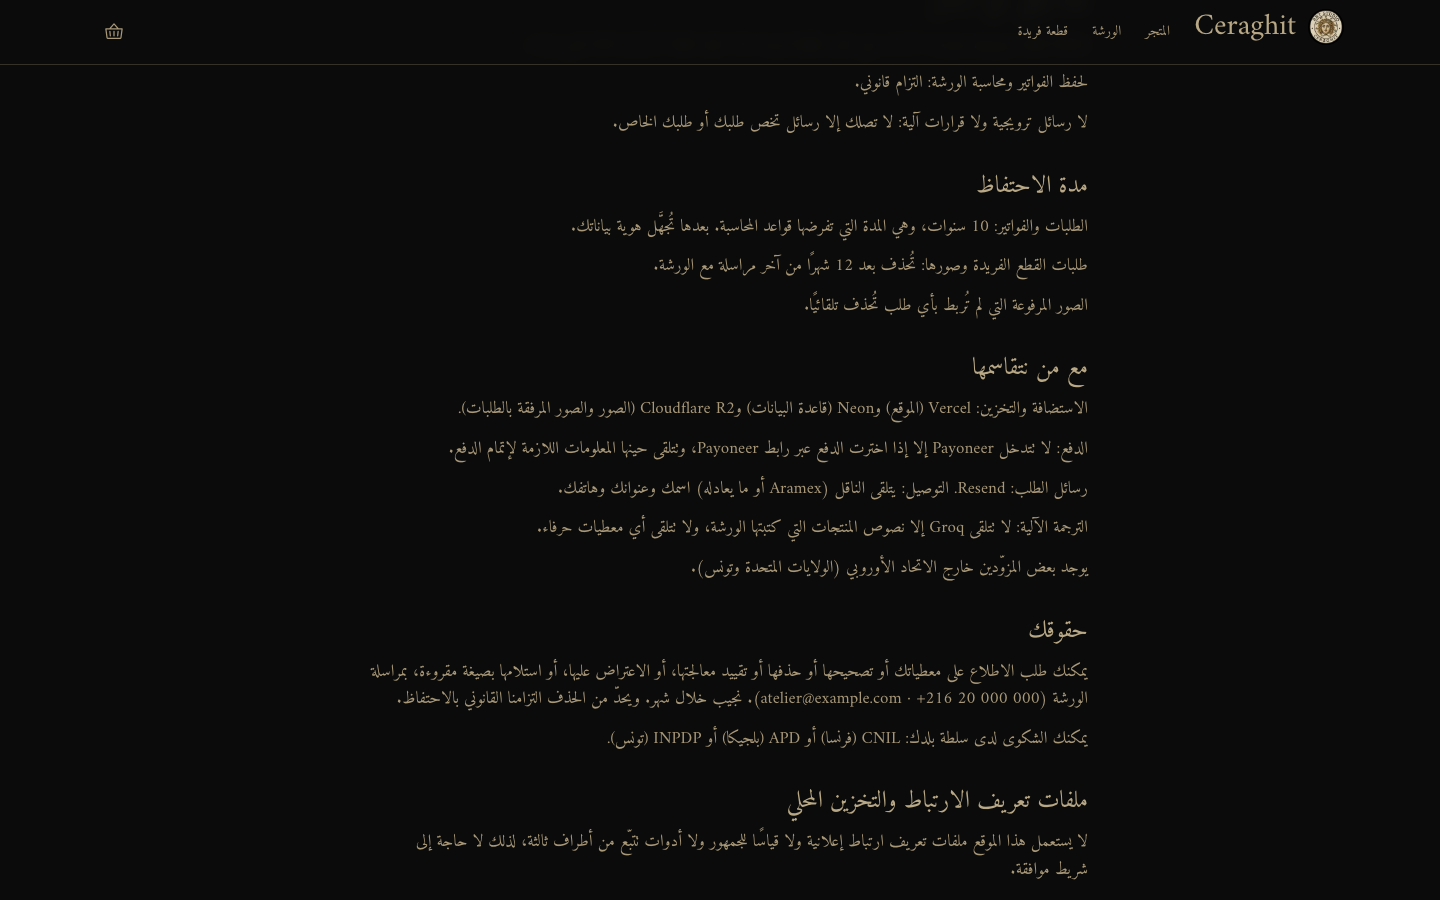 Ceraghit
المتجر
الورشة
قطعة فريدة
لحفظ الفواتير ومحاسبة الورشة: التزام قانوني.
لا رسائل ترويجية ولا قرارات آلية: لا تصلك إلا رسائل تخص طلبك أو طلبك الخاص.
مدة الاحتفاظ
الطلبات والفواتير: 10 سنوات، وهي المدة التي تفرضها قواعد المحاسبة. بعدها تُجهَّل هوية بياناتك.
طلبات القطع الفريدة وصورها: تُحذف بعد 12 شهرًا من آخر مراسلة مع الورشة.
الصور المرفوعة التي لم تُربط بأي طلب تُحذف تلقائيًا.
مع من نتقاسمها
الاستضافة والتخزين: Vercel (الموقع) وNeon (قاعدة البيانات) وCloudflare R2 (الصور والصور المرفقة بالطلبات).
الدفع: لا تتدخل Payoneer إلا إذا اخترت الدفع عبر رابط Payoneer، وتتلقى حينها المعلومات اللازمة لإتمام الدفع.
رسائل الطلب: Resend. التوصيل: يتلقى الناقل (Aramex أو ما يعادله) اسمك وعنوانك وهاتفك.
الترجمة الآلية: لا تتلقى Groq إلا نصوص المنتجات التي كتبتها الورشة، ولا تتلقى أي معطيات حرفاء.
يوجد بعض المزوّدين خارج الاتحاد الأوروبي (الولايات المتحدة وتونس).
حقوقك
يمكنك طلب الاطلاع على معطياتك أو تصحيحها أو حذفها أو تقييد معالجتها، أو الاعتراض عليها، أو استلامها بصيغة مقروءة، بمراسلة
الورشة (atelier@example.com · +216 20 000 000). نجيب خلال شهر. ويحدّ من الحذف التزامنا القانوني بالاحتفاظ.
يمكنك الشكوى لدى سلطة بلدك: CNIL (فرنسا) أو APD (بلجيكا) أو INPDP (تونس).
ملفات تعريف الارتباط والتخزين المحلي
لا يستعمل هذا الموقع ملفات تعريف ارتباط إعلانية ولا قياسًا للجمهور ولا أدوات تتبّع من أطراف ثالثة، لذلك لا حاجة إلى
شريط موافقة.